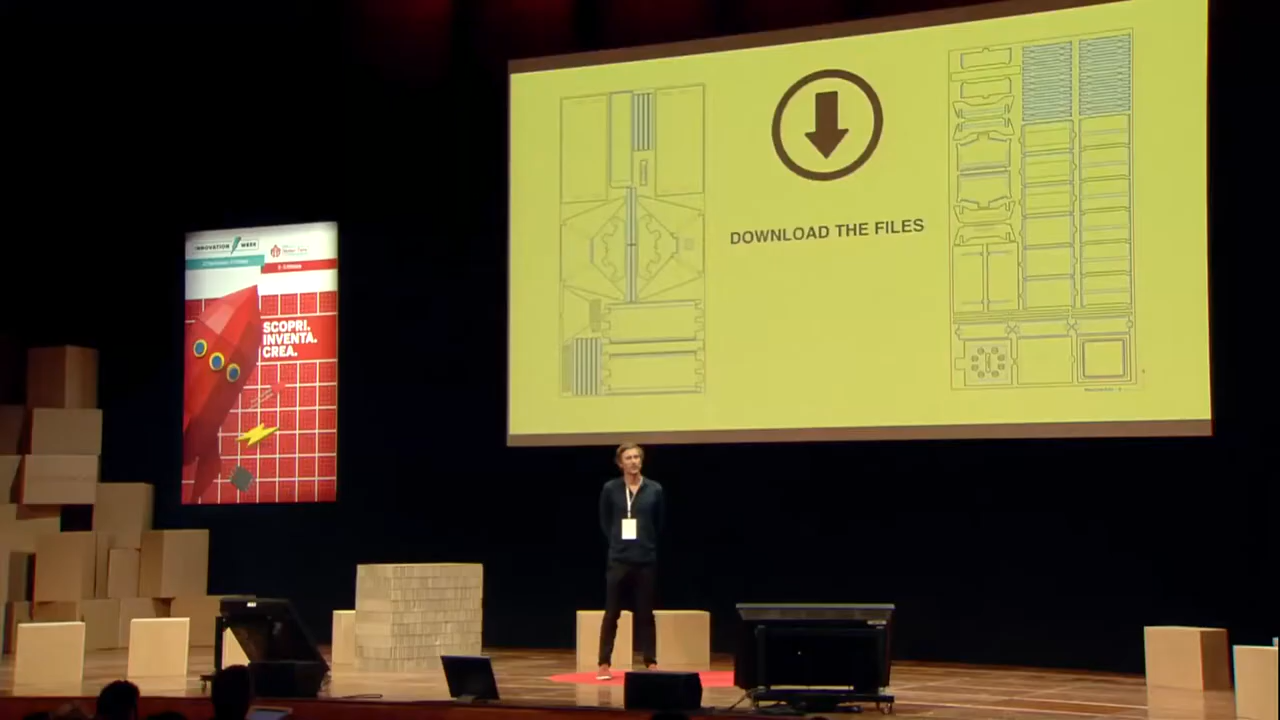 INNOVATION WEEK
SCOPRI.
INVENTA.
CREA.
DOWNLOAD THE FILES